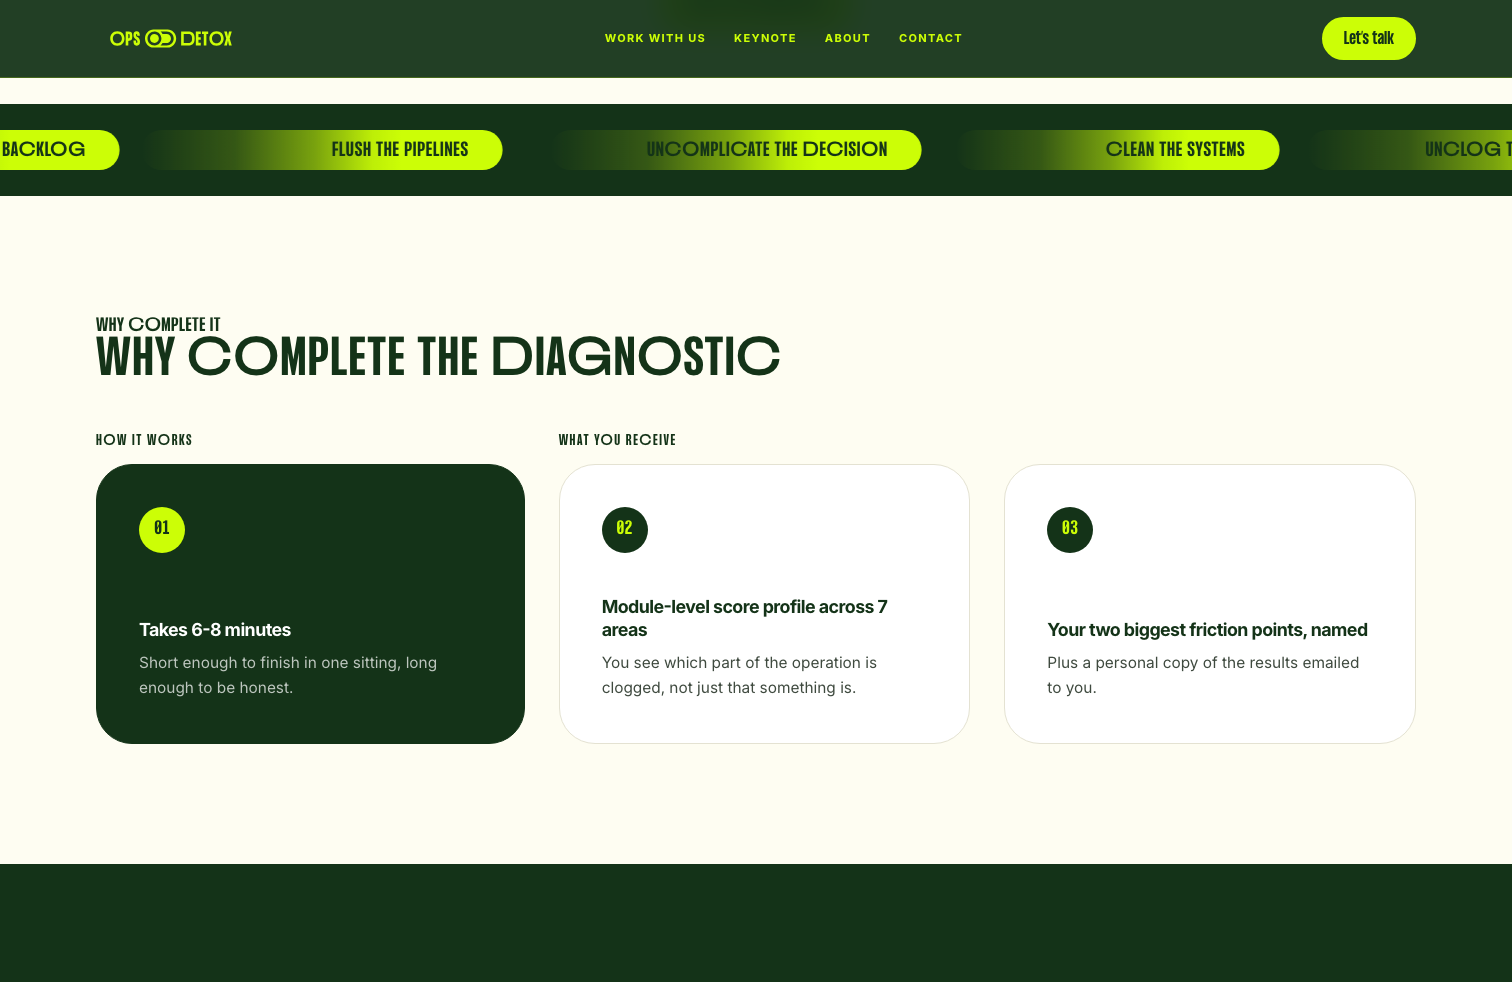 OPS DETOX
WORK WITH US
KEYNOTE
ABOUT
CONTACT
Let's talk
BACKLOG
FLUSH THE PIPELINES
UNCOMPLICATE THE DECISION
CLEAN THE SYSTEMS
UNCLOG T
WHY COMPLETE IT
WHY COMPLETE THE DIAGNOSTIC
HOW IT WORKS
01
Takes 6-8 minutes
Short enough to finish in one sitting, long
enough to be honest.
WHAT YOU RECEIVE
02
Module-level score profile across 7
areas
You see which part of the operation is
clogged, not just that something is.
03
Your two biggest friction points, named
Plus a personal copy of the results emailed
to you.